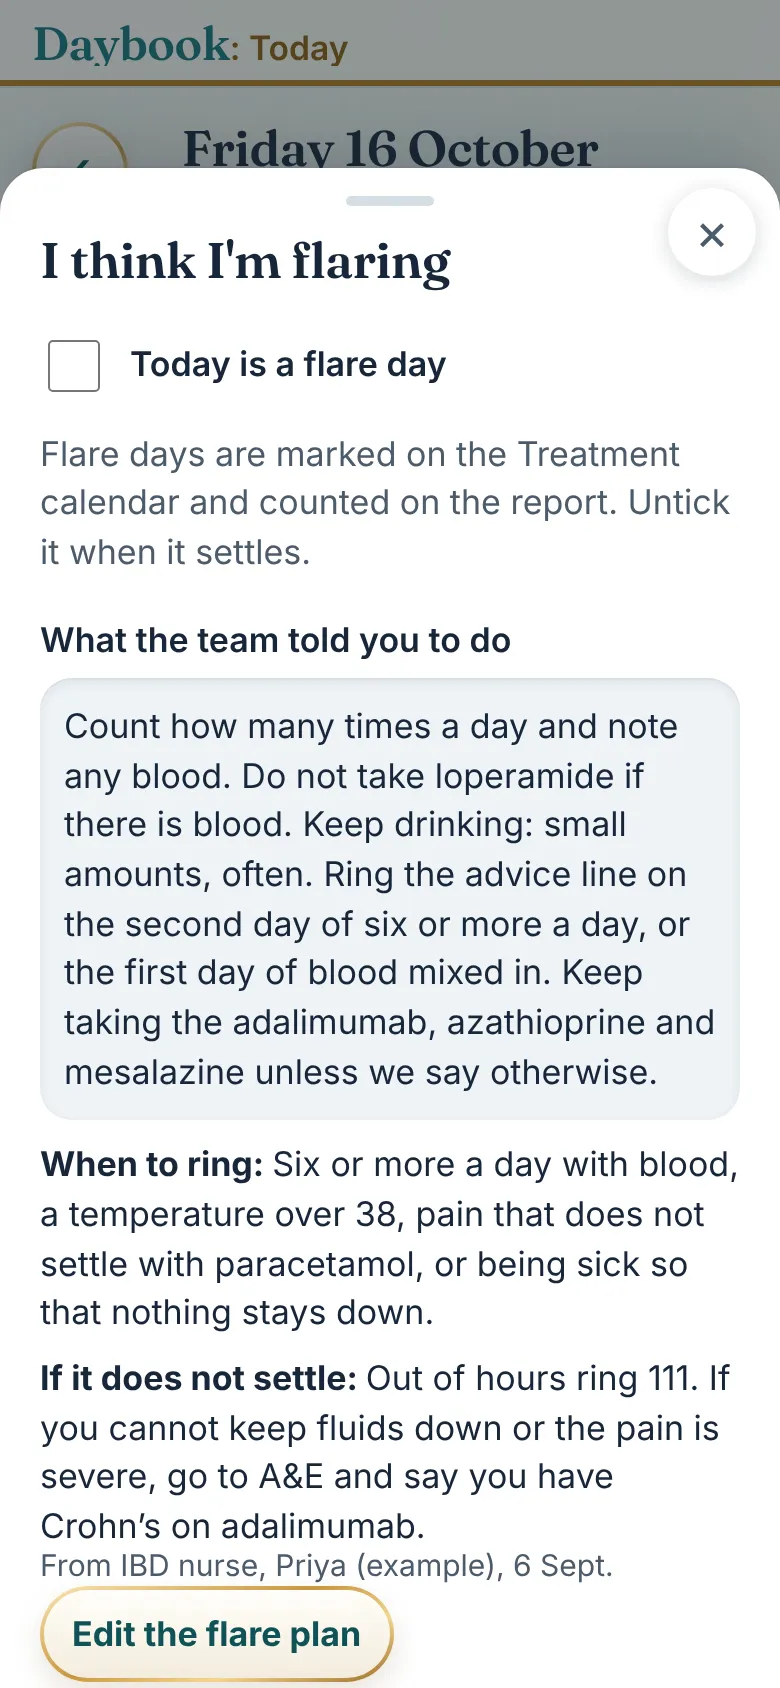 Daybook: Today
Friday 16 October
I think I'm flaring
Today is a flare day
Flare days are marked on the Treatment
calendar and counted on the report. Untick
it when it settles.
What the team told you to do
Count how many times a day and note
any blood. Do not take loperamide if
there is blood. Keep drinking: small
amounts, often. Ring the advice line on
the second day of six or more a day, or
the first day of blood mixed in. Keep
taking the adalimumab, azathioprine and
mesalazine unless we say otherwise.
When to ring: Six or more a day with blood,
a temperature over 38, pain that does not
settle with paracetamol, or being sick so
that nothing stays down.
If it does not settle: Out of hours ring 111. If
you cannot keep fluids down or the pain is
severe, go to A&E and say you have
Crohn’s on adalimumab.
From IBD nurse, Priya (example), 6 Sept.
Edit the flare plan